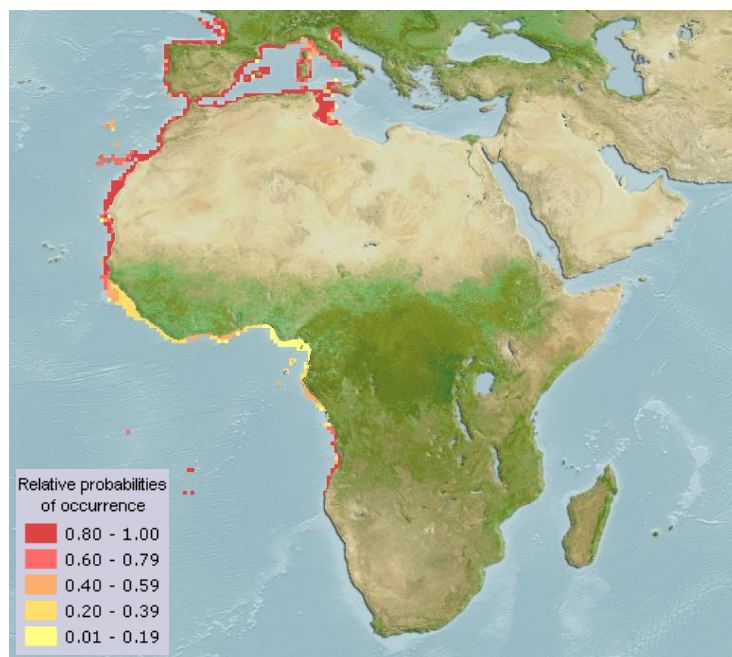 Relative probabilities
of occurrence
0.80 - 1.00
0.60 - 0.79
0.40 - 0.59
0.20 - 0.39
0.01 - 0.19